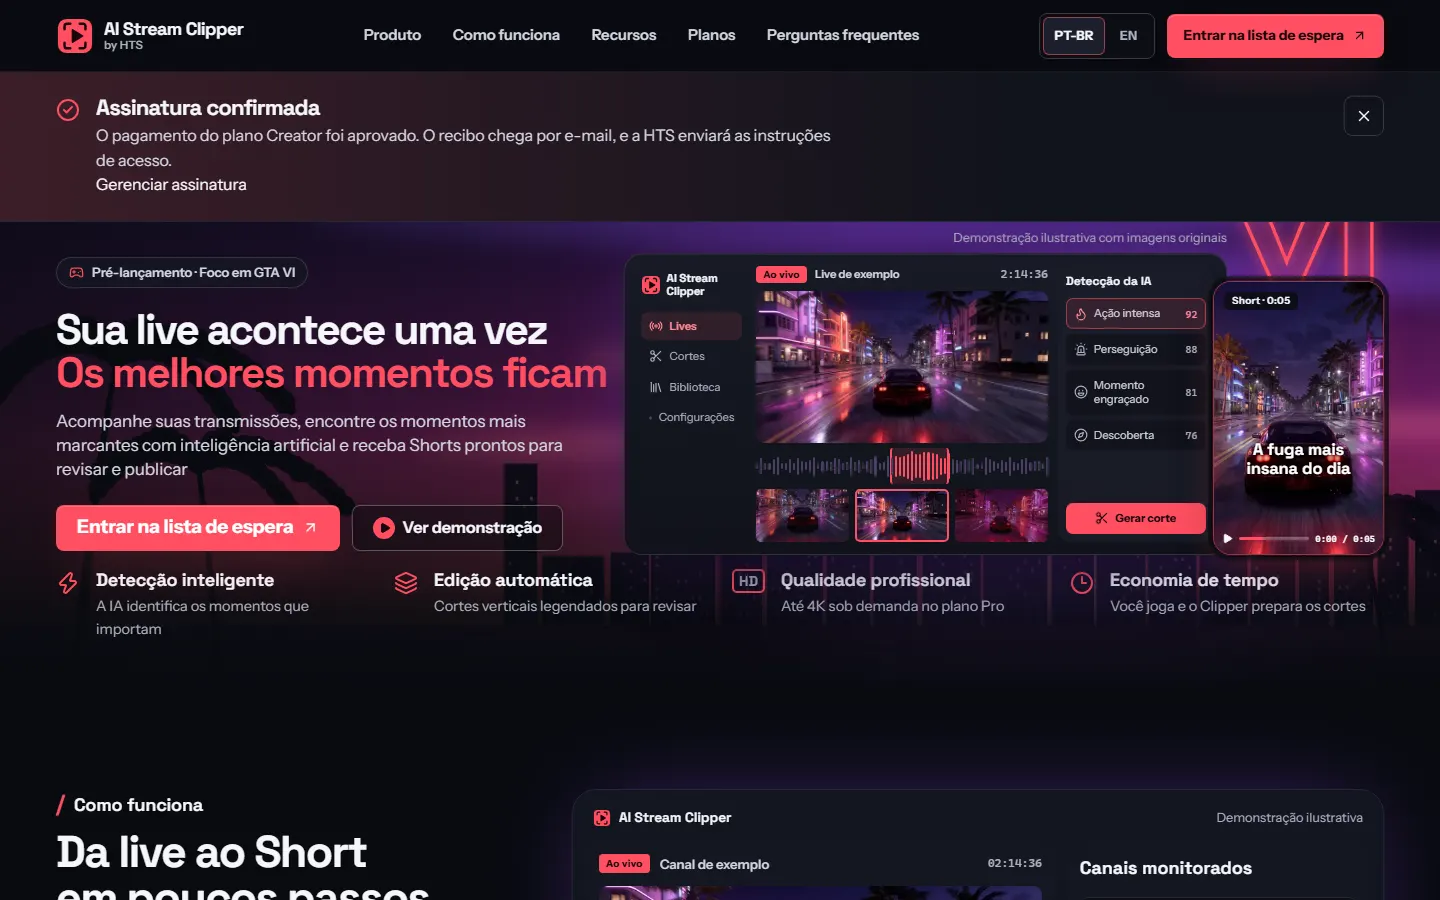 AI Stream Clipper
by HTS
Produto
Como funciona
Recursos
Planos
Perguntas frequentes
PT-BR
EN
Entrar na lista de espera
Assinatura confirmada
O pagamento do plano Creator foi aprovado. O recibo chega por e-mail, e a HTS enviará as instruções
de acesso.
Gerenciar assinatura
Demonstração ilustrativa com imagens originais
VI
Pré-lançamento · Foco em GTA VI
Sua live acontece uma vez
Os melhores momentos ficam
Acompanhe suas transmissões, encontre os momentos mais
marcantes com inteligência artificial e receba Shorts prontos para
revisar e publicar
Entrar na lista de espera
Ver demonstração
AI Stream
Clipper
Lives
Cortes
Biblioteca
Configurações
Ao vivo
Live de exemplo
2:14:36
Detecção da IA
Ação intensa
92
Perseguição
88
Momento
engraçado
81
Descoberta
76
Gerar corte
Short · 0:05
A fuga mais
insana do dia
0:00 / 0:05
Detecção inteligente
A IA identifica os momentos que
importam
Edição automática
Cortes verticais legendados para revisar
HD
Qualidade profissional
Até 4K sob demanda no plano Pro
Economia de tempo
Você joga e o Clipper prepara os cortes
/ Como funciona
Da live ao Short
em poucos passos
AI Stream Clipper
Demonstração ilustrativa
Ao vivo
Canal de exemplo
02:14:36
Canais monitorados